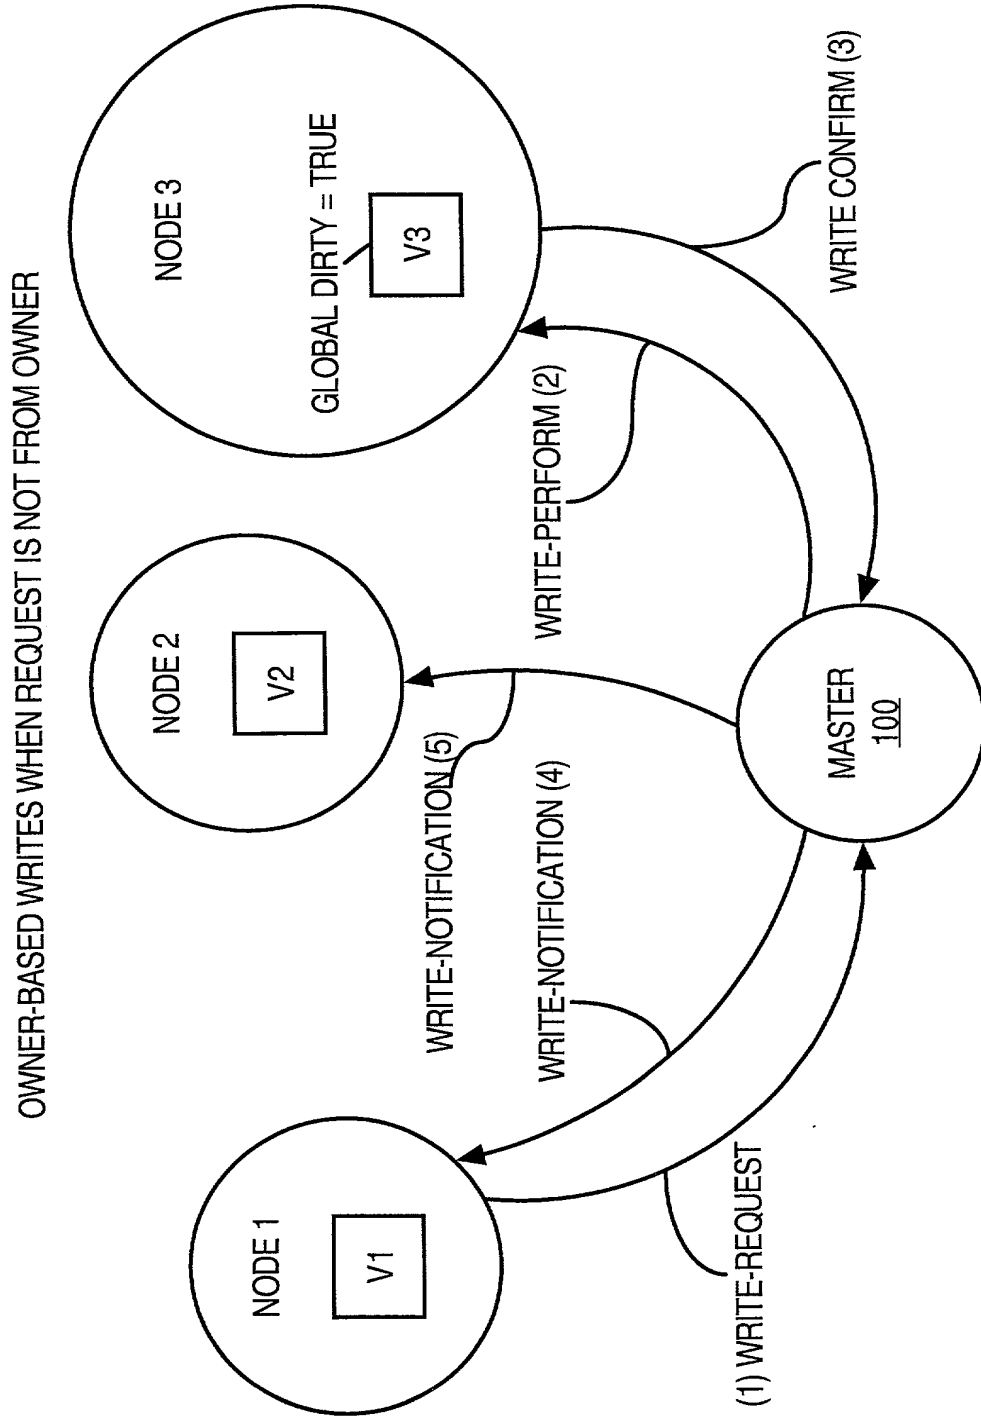 OWNER-BASED WRITES WHEN REQUEST IS NOT FROM OWNER
NODE 1
V1
NODE 2
V2
NODE 3
GLOBAL DIRTY = TRUE
V3
WRITE-NOTIFICATION (5)
WRITE-NOTIFICATION (4)
WRITE-PERFORM (2)
(1) WRITE-REQUEST
MASTER
100
WRITE CONFIRM (3)